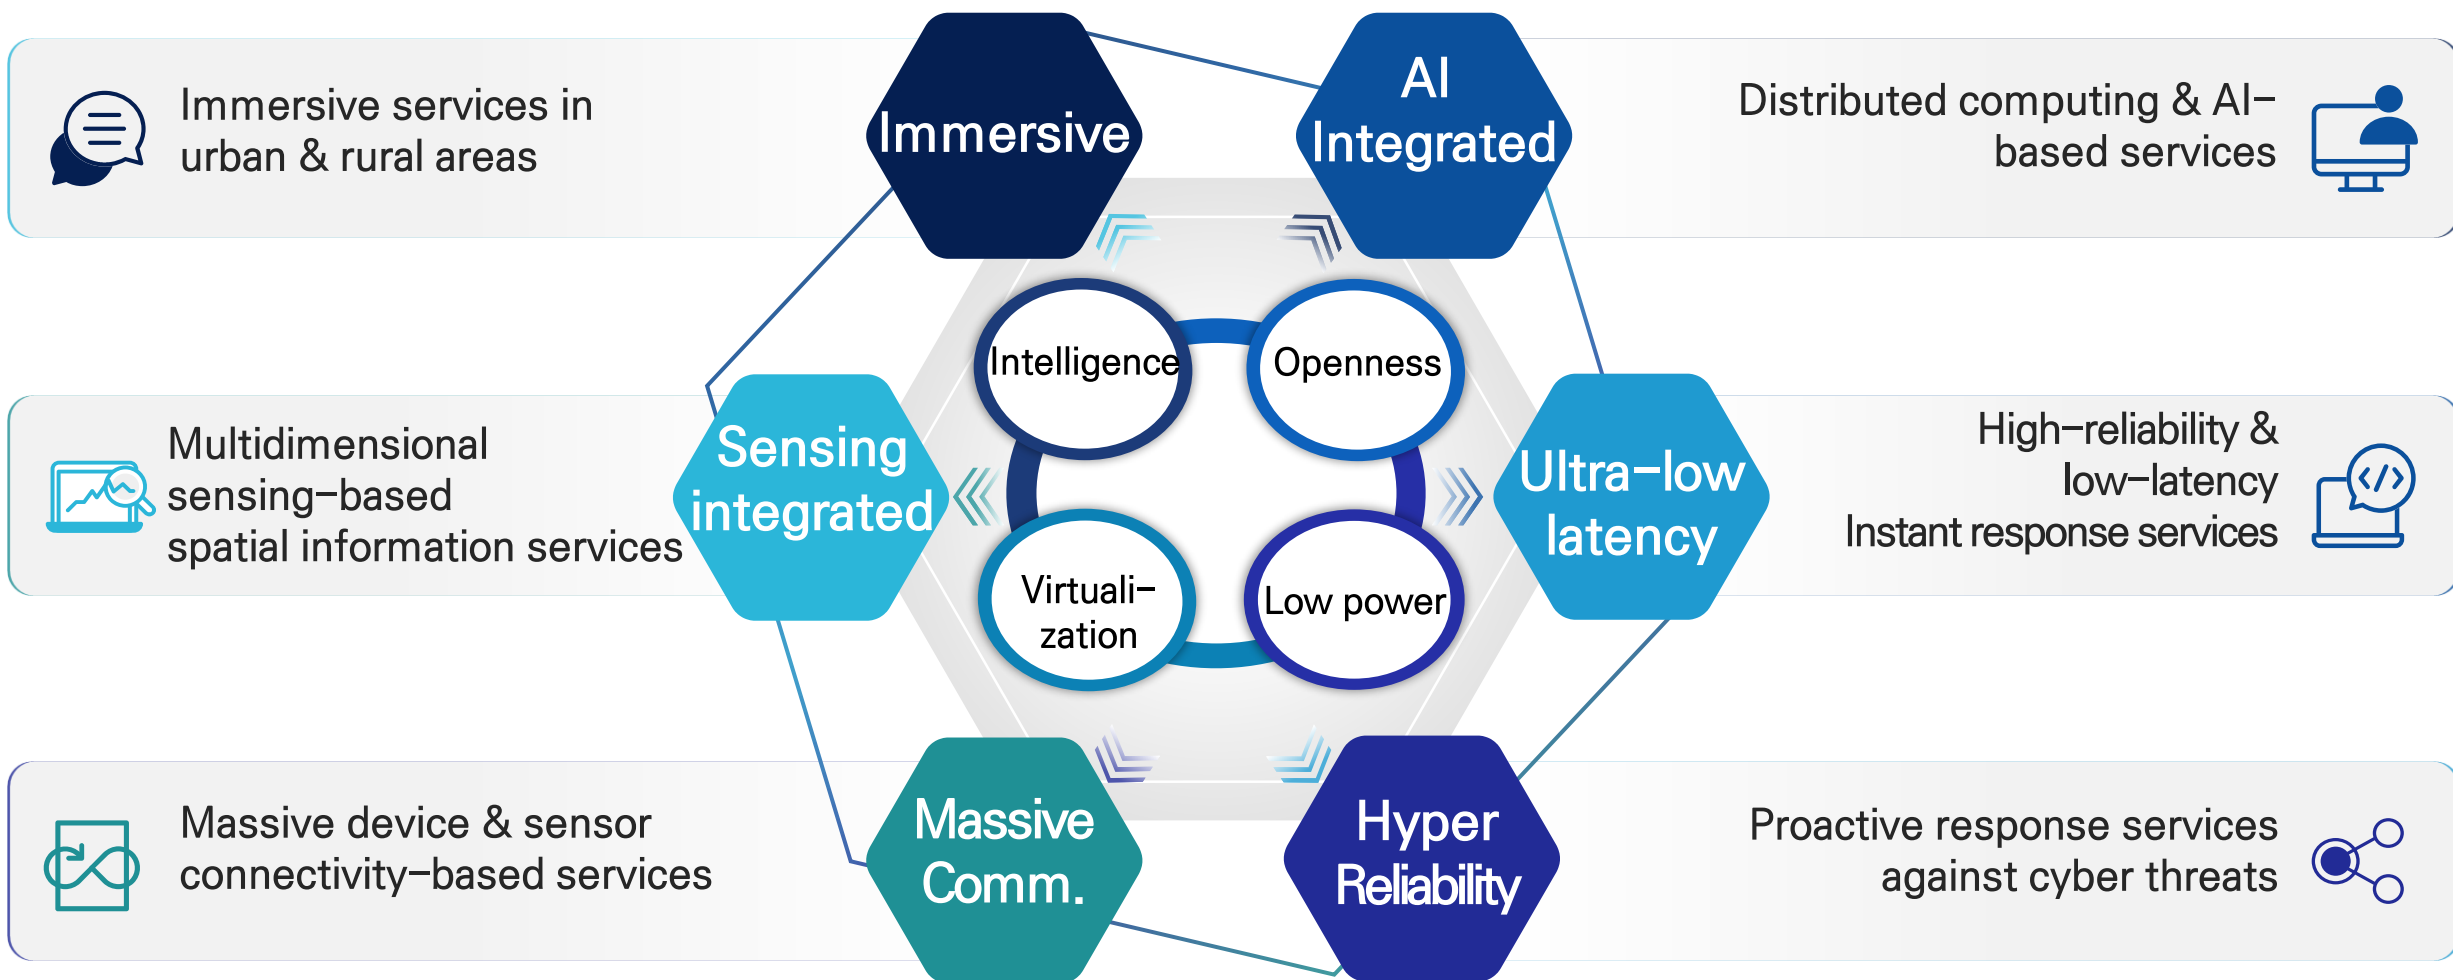 Immersive services in
urban & rural areas
Immersive
AI
Integrated
Distributed computing & AI-
based services
Intelligence
Openness
Multidimensional
sensing-based
spatial information services
Sensing
integrated
Ultra-low
latency
High-reliability &
low-latency
Instant response services
Virtuali-
zation
Low power
Massive device & sensor
connectivity-based services
Massive
Comm.
Hyper
Reliability
Proactive response services
against cyber threats